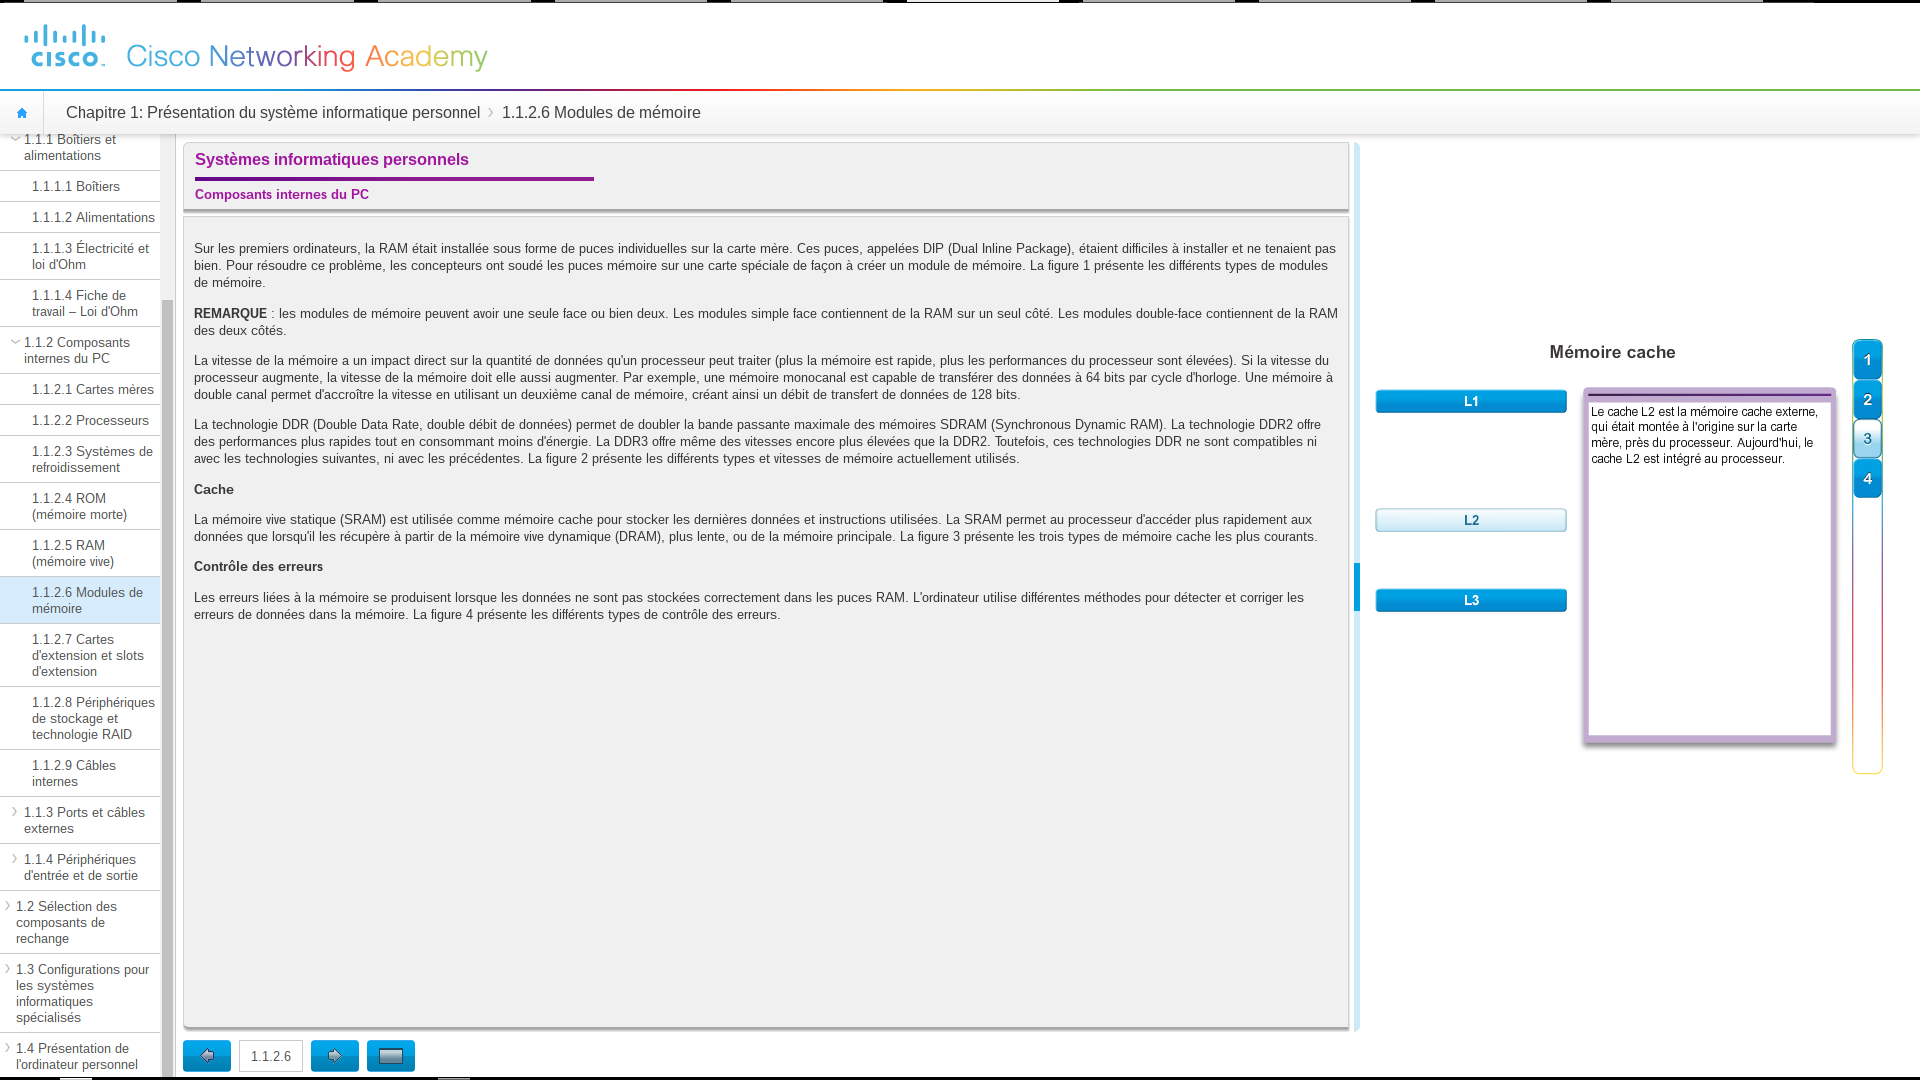 CISCO
Cisco Networking Academy
Chapitre 1: Présentation du système informatique personnel
1.1.2.6 Modules de mémoire
1.1.1 Boîtiers et
alimentations
1.1.1.1 Boîtiers
1.1.1.2 Alimentations
1.1.1.3 Électricité et
loi d'Ohm
1.1.1.4 Fiche de
travail – Loi d'Ohm
1.1.2 Composants
internes du PC
1.1.2.1 Cartes mères
1.1.2.2 Processeurs
1.1.2.3 Systèmes de
refroidissement
1.1.2.4 ROM
(mémoire morte)
1.1.2.5 RAM
(mémoire vive)
1.1.2.6 Modules de
mémoire
1.1.2.7 Cartes
d'extension et slots
d'extension
1.1.2.8 Périphériques
de stockage et
technologie RAID
1.1.2.9 Câbles
internes
1.1.3 Ports et câbles
externes
1.1.4 Périphériques
d'entrée et de sortie
1.2 Sélection des
composants de
rechange
1.3 Configurations pour
les systèmes
informatiques
spécialisés
1.4 Présentation de
l'ordinateur personnel
Systèmes informatiques personnels
Composants internes du PC
Sur les premiers ordinateurs, la RAM était installée sous forme de puces individuelles sur la carte mère. Ces puces, appelées DIP (Dual Inline Package), étaient difficiles à installer et ne tenaient pas
bien. Pour résoudre ce problème, les concepteurs ont soudé les puces mémoire sur une carte spéciale de façon à créer un module de mémoire. La figure 1 présente les différents types de modules
de mémoire.
REMARQUE : les modules de mémoire peuvent avoir une seule face ou bien deux. Les modules simple face contiennent de la RAM sur un seul côté. Les modules double-face contiennent de la RAM
des deux côtés.
La vitesse de la mémoire a un impact direct sur la quantité de données qu'un processeur peut traiter (plus la mémoire est rapide, plus les performances du processeur sont élevées). Si la vitesse du
processeur augmente, la vitesse de la mémoire doit elle aussi augmenter. Par exemple, une mémoire monocanal est capable de transférer des données à 64 bits par cycle d'horloge. Une mémoire à
double canal permet d'accroître la vitesse en utilisant un deuxième canal de mémoire, créant ainsi un débit de transfert de données de 128 bits.
La technologie DDR (Double Data Rate, double débit de données) permet de doubler la bande passante maximale des mémoires SDRAM (Synchronous Dynamic RAM). La technologie DDR2 offre
des performances plus rapides tout en consommant moins d'énergie. La DDR3 offre même des vitesses encore plus élevées que la DDR2. Toutefois, ces technologies DDR ne sont compatibles ni
avec les technologies suivantes, ni avec les précédentes. La figure 2 présente les différents types et vitesses de mémoire actuellement utilisés.
Cache
La mémoire vive statique (SRAM) est utilisée comme mémoire cache pour stocker les dernières données et instructions utilisées. La SRAM permet au processeur d'accéder plus rapidement aux
données que lorsqu'il les récupère à partir de la mémoire vive dynamique (DRAM), plus lente, ou de la mémoire principale. La figure 3 présente les trois types de mémoire cache les plus courants.
Contrôle des erreurs
Les erreurs liées à la mémoire se produisent lorsque les données ne sont pas stockées correctement dans les puces RAM. L'ordinateur utilise différentes méthodes pour détecter et corriger les
erreurs de données dans la mémoire. La figure 4 présente les différents types de contrôle des erreurs.
1.1.2.6
Mémoire cache
L1
L2
L3
Le cache L2 est la mémoire cache externe,
qui était montée à l'origine sur la carte
mère, près du processeur. Aujourd'hui, le
cache L2 est intégré au processeur.
1
2
3
4